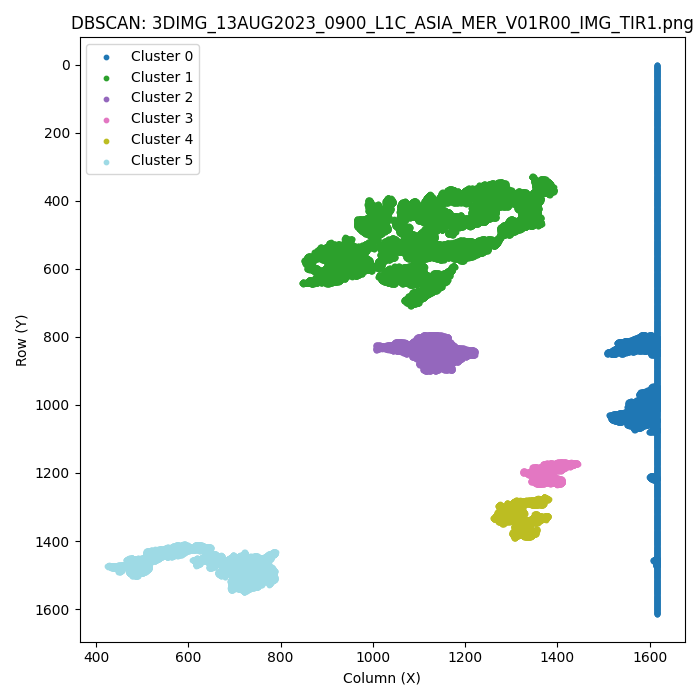 DBSCAN: 3DIMG_13AUG2023_0900_L1C_ASIA_MER_V01R00_IMG_TIR1.png
Cluster 0
Cluster 1
Cluster 2
Cluster 3
Cluster 4
Cluster 5
0
200
400
600
800
1000
1200
1400
1600
Row (Y)
400
600
800
1000
1200
1400
1600
Column (X)